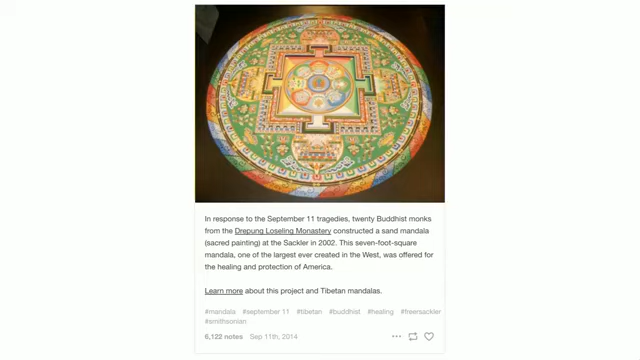 In response to the September 11 tragedies, twenty Buddhist monks
from the Drepung Loseling Monastery constructed a sand mandala
(sacred painting) at the Sackler in 2002. This seven-foot-square
mandala, one of the largest ever created in the West, was offered for
the healing and protection of America.
Learn more about this project and Tibetan mandalas.
#mandala #september 11 #tibetan #buddhist #healing #freersackler
#smithsonian
6,122 notes Sep 11th, 2014